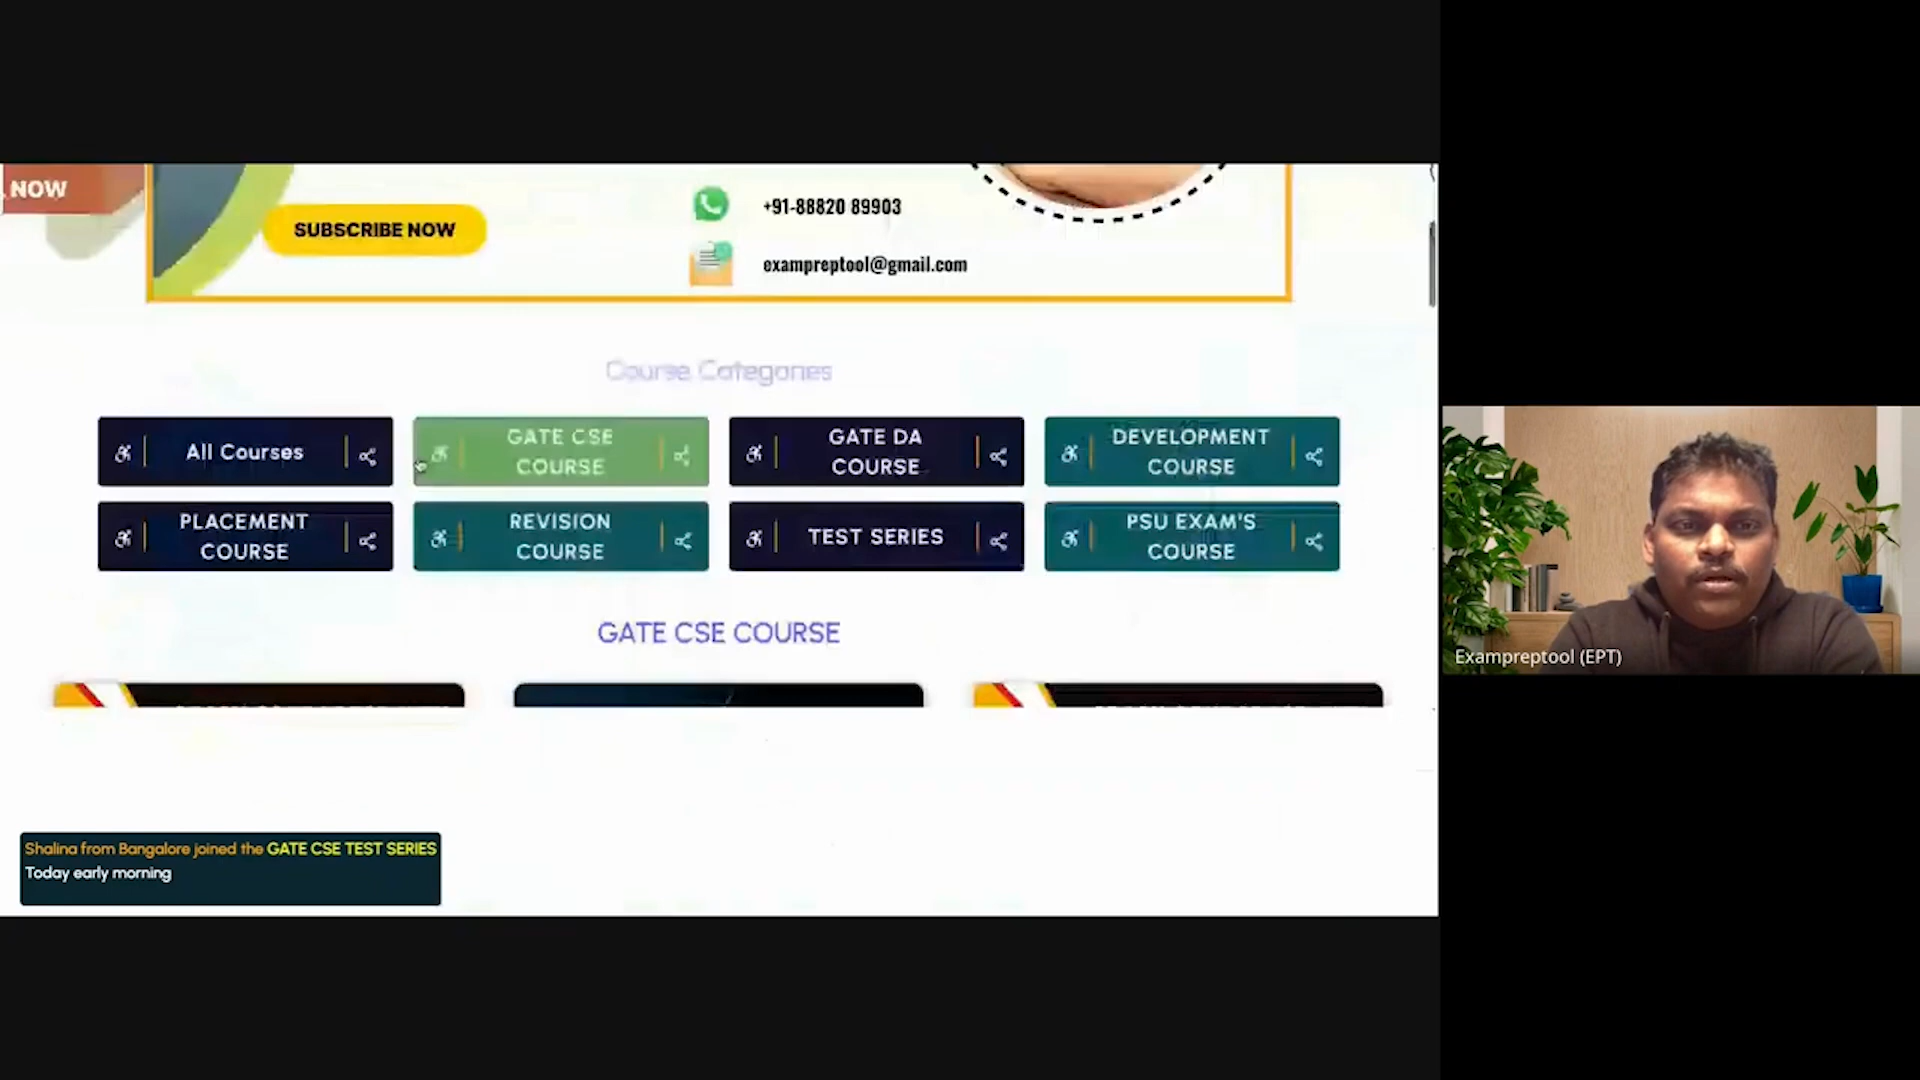 NOW
SUBSCRIBE NOW
+91-88820 89903
exampreptool@gmail.com
Course Categories
All Courses
GATE CSE
COURSE
GATE DA
COURSE
DEVELOPMENT
COURSE
PLACEMENT
COURSE
REVISION
COURSE
TEST SERIES
PSU EXAM'S
COURSE
GATE CSE COURSE
Shalina from Bangalore joined the GATE CSE TEST SERIES
Today early morning
Exampreptool (EPT)